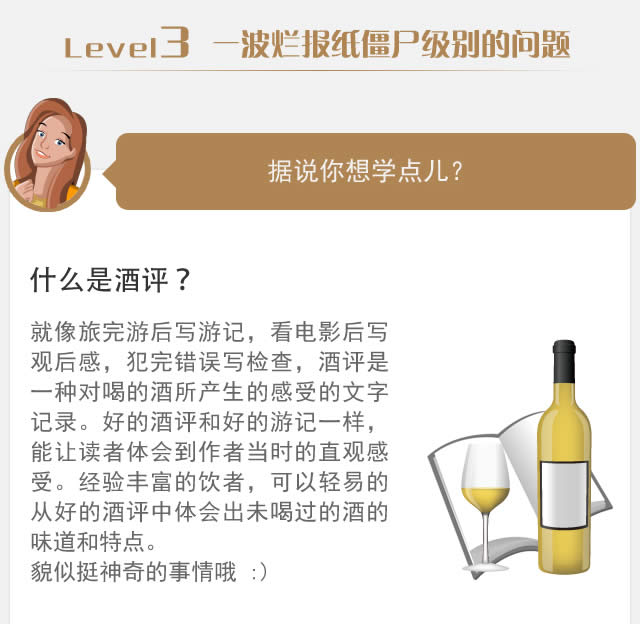 Level3 一波烂报纸僵尸级别的问题
据说你想学点儿？
什么是酒评？
就像旅完游后写游记，看电影后写
观后感，犯完错误写检查，酒评是
一种对喝的酒所产生的感受的文字
记录。好的酒评和好的游记一样，
能让读者体会到作者当时的直观感
受。经验丰富的饮者，可以轻易的
从好的酒评中体会出未喝过的酒的
味道和特点。
貌似挺神奇的事情哦 :）